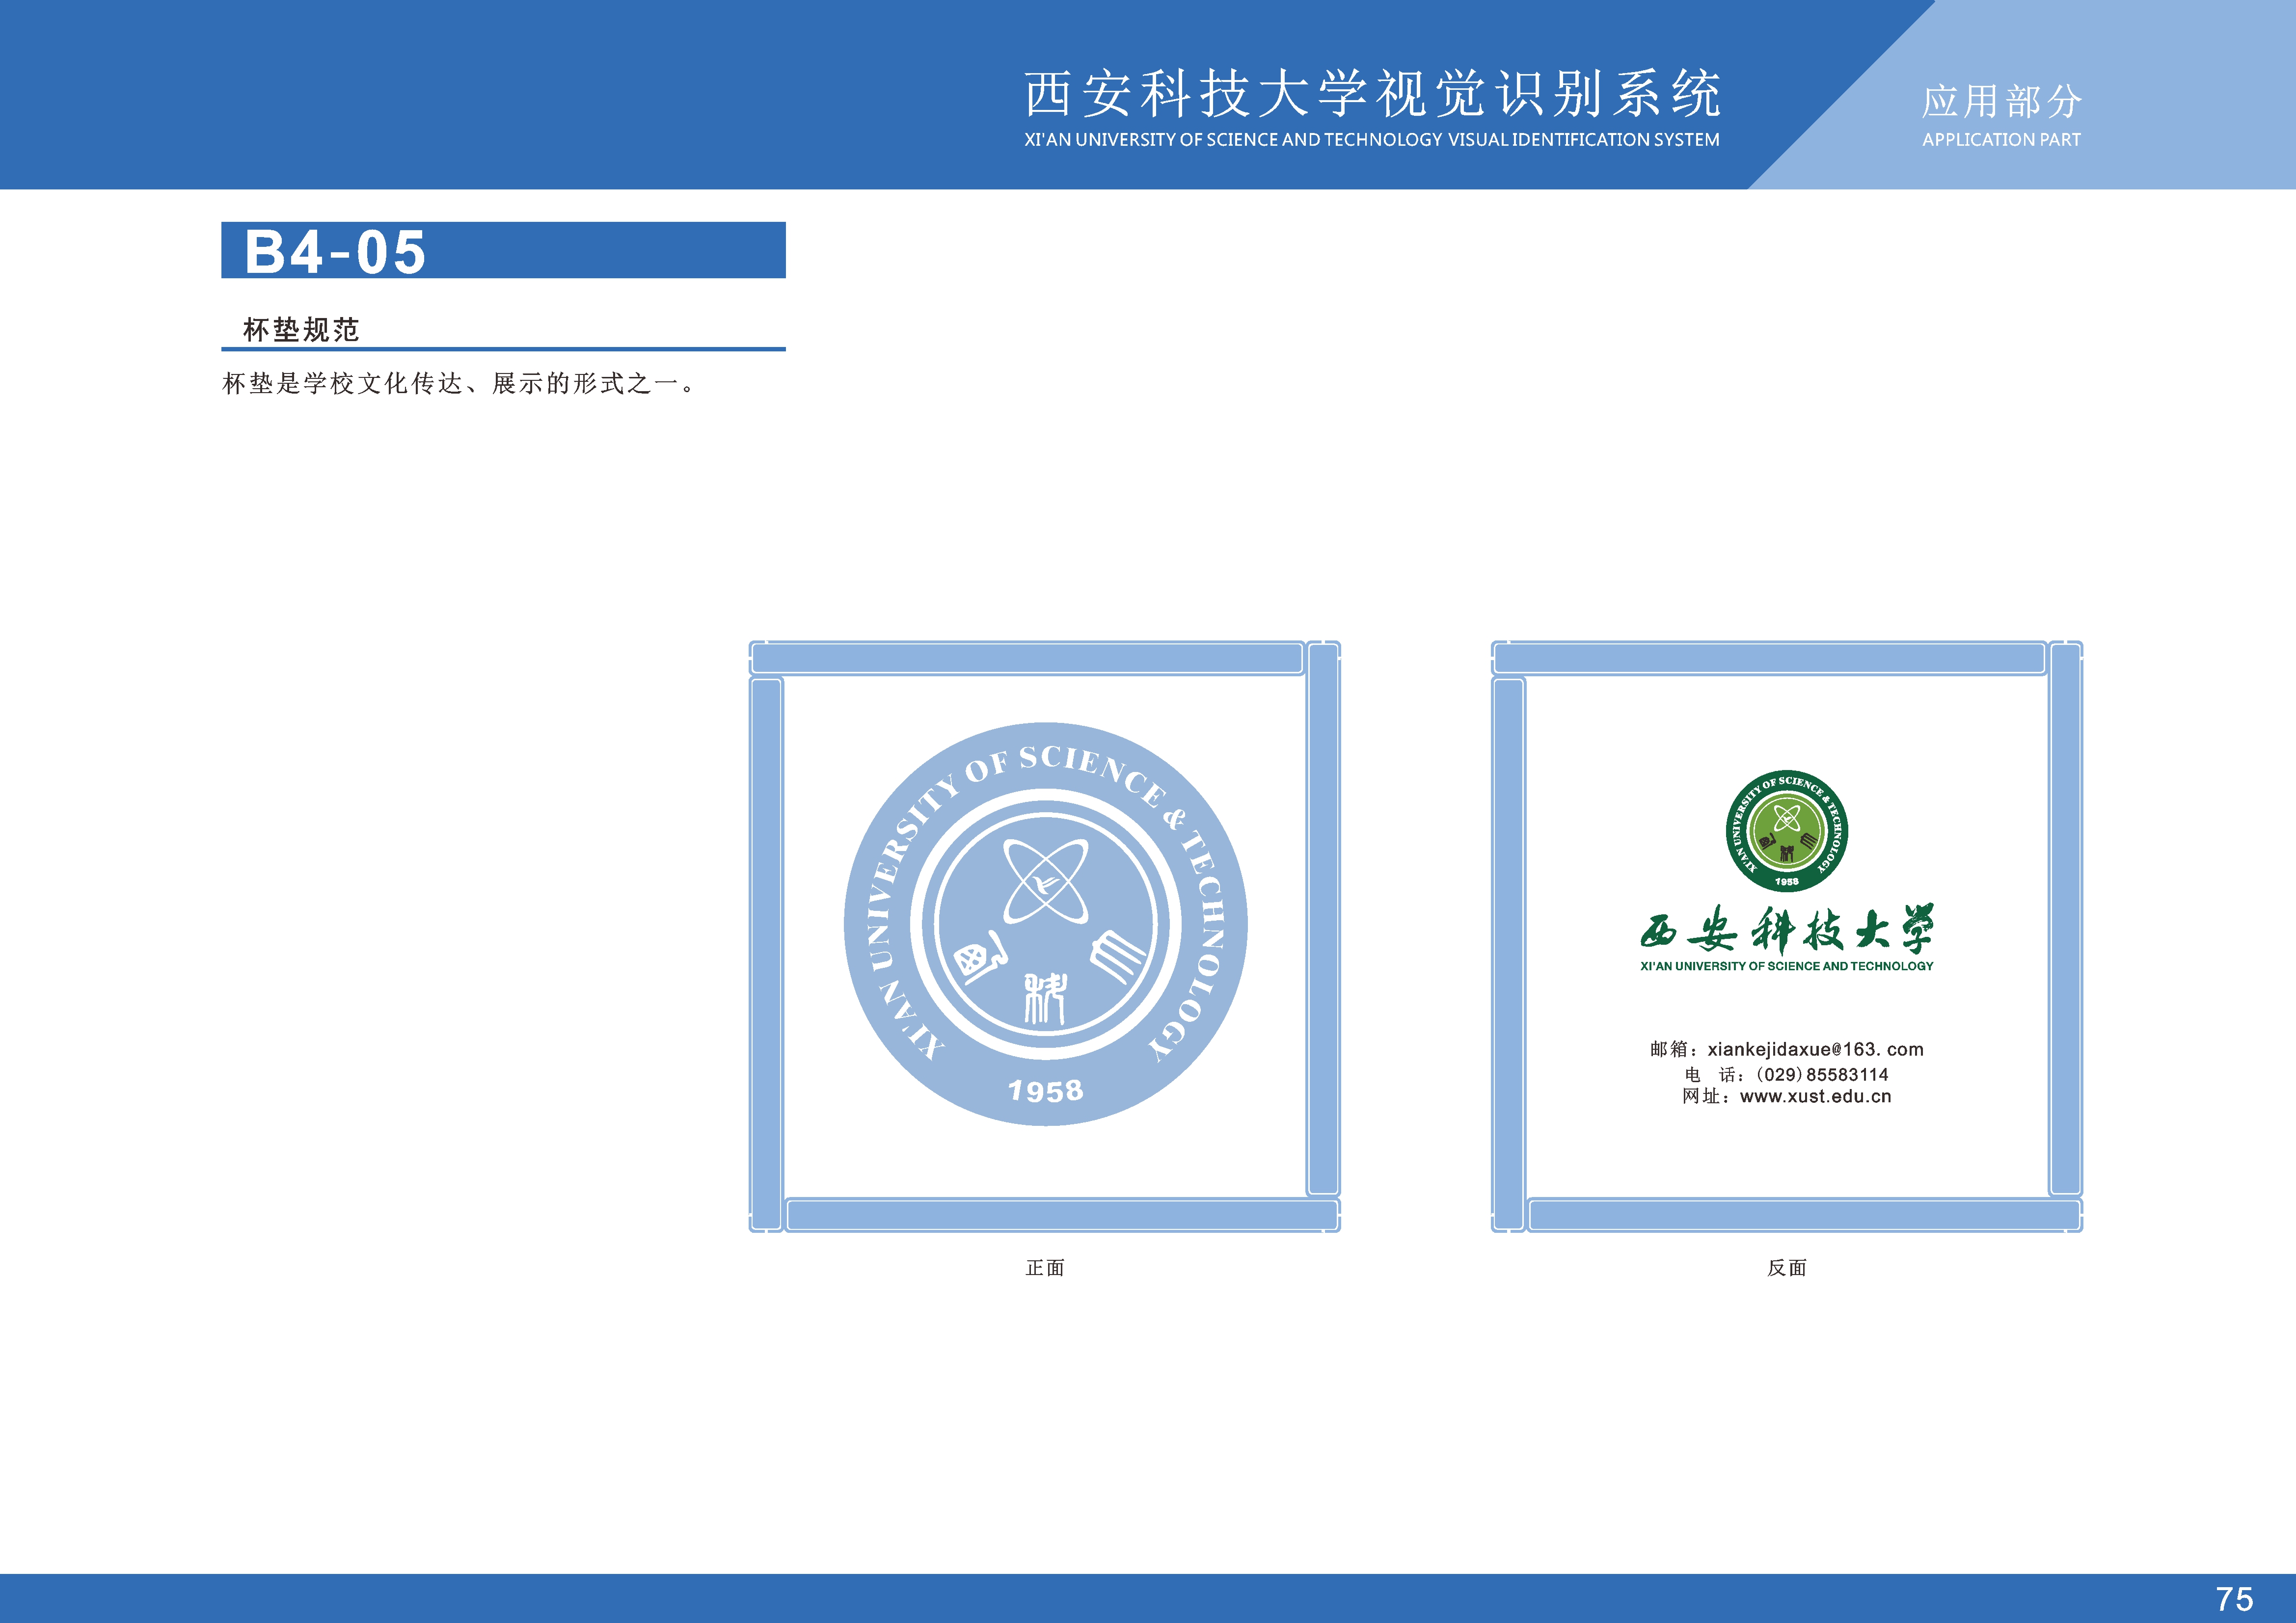 西安科技大学视觉识别系统
XI'AN UNIVERSITY OF SCIENCE AND TECHNOLOGY VISUAL IDENTIFICATION SYSTEM
应用部分
APPLICATION PART
B4-05
杯垫规范
杯垫是学校文化传达、展示的形式之一。
XI'AN UNIVERSITY OF SCIENCE & TECHNOLOGY
1958
正面
XI'AN UNIVERSITY OF SCIENCE & TECHNOLOGY
1958
西安科技大学
XI'AN UNIVERSITY OF SCIENCE AND TECHNOLOGY
邮箱：xiankejidaxue@163. com
电 话：(029)85583114
网址：www.xust.edu.cn
反面
75